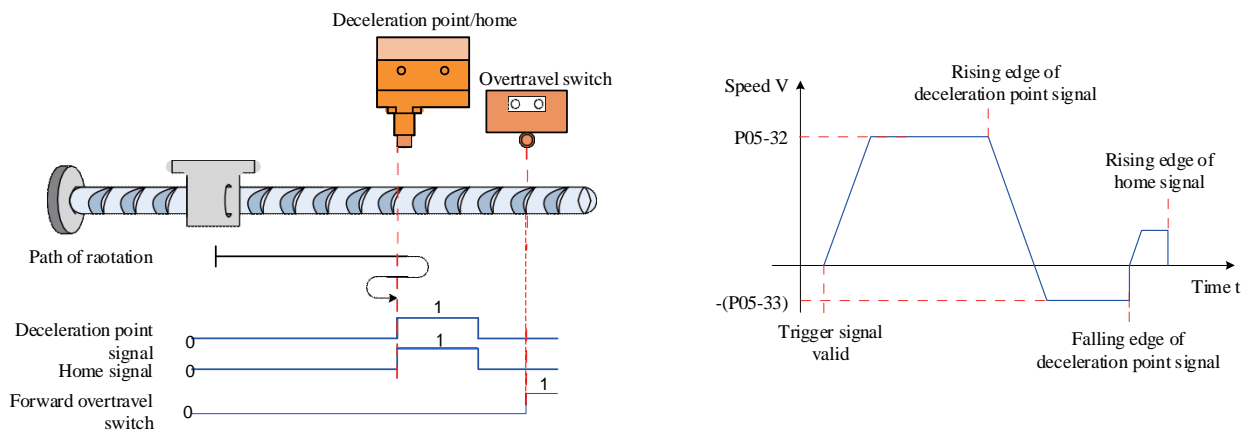 Deceleration point/home
Overtravel switch
Path of raotation
1
Deceleration point
signal
0
1
Home signal
0
1
Forward overtravel
switch
0
Speed V
Rising edge of
deceleration point signal
P05-32
Rising edge of
home signal
-(P05-33)
Time t
Trigger signal
valid
Falling edge of
deceleration point signal